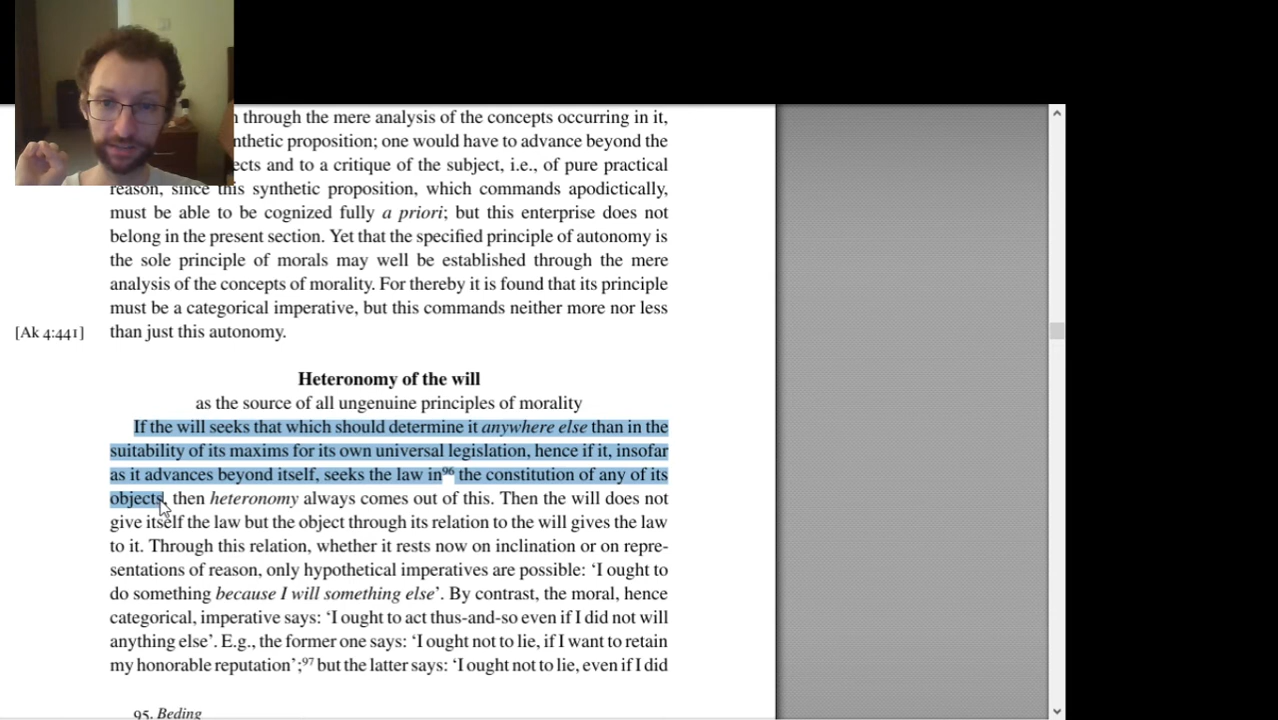 through the mere analysis of the concepts occurring in it,
nthetic proposition; one would have to advance beyond the
ects and to a critique of the subject, i.e., of pure practical
reason, since this synthetic proposition, which commands apodictically,
must be able to be cognized fully a priori; but this enterprise does not
belong in the present section. Yet that the specified principle of autonomy is
the sole principle of morals may well be established through the mere
analysis of the concepts of morality. For thereby it is found that its principle
must be a categorical imperative, but this commands neither more nor less
[Ak 4:441] than just this autonomy.
Heteronomy of the will
as the source of all ungenuine principles of morality
If the will seeks that which should determine it anywhere else than in the
suitability of its maxims for its own universal legislation, hence if it, insofar
as it advances beyond itself, seeks the law in⁹⁶ the constitution of any of its
objects, then heteronomy always comes out of this. Then the will does not
give itself the law but the object through its relation to the will gives the law
to it. Through this relation, whether it rests now on inclination or on repre-
sentations of reason, only hypothetical imperatives are possible: ‘I ought to
do something because I will something else’. By contrast, the moral, hence
categorical, imperative says: ‘I ought to act thus-and-so even if I did not will
anything else’. E.g., the former one says: ‘I ought not to lie, if I want to retain
my honorable reputation’;⁹⁷ but the latter says: ‘I ought not to lie, even if I did
95. Beding